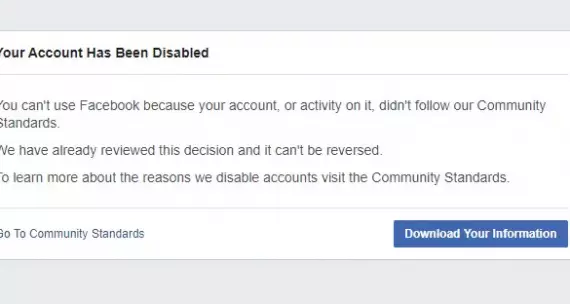 Your Account Has Been Disabled
You can't use Facebook because your account, or activity on it, didn't follow our Community
Standards.
We have already reviewed this decision and it can't be reversed.
To learn more about the reasons we disable accounts visit the Community Standards.
Go To Community Standards
Download Your Information